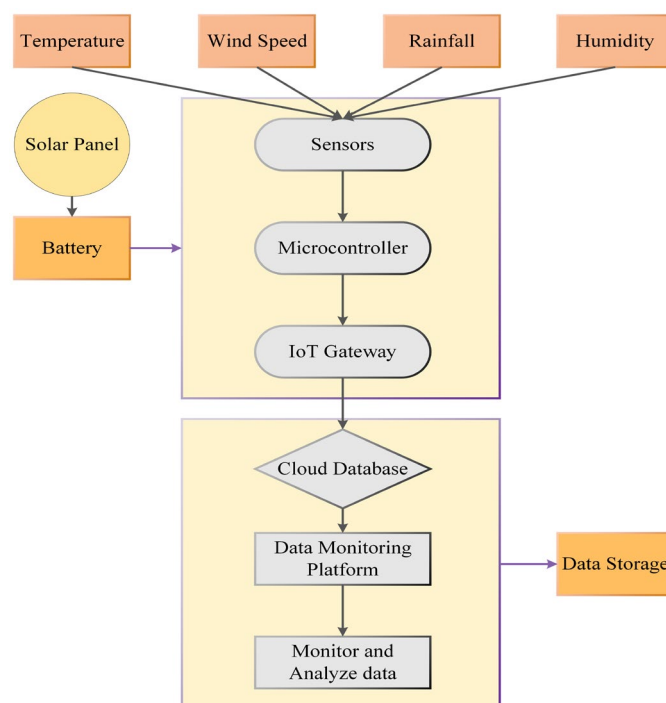 Temperature
Wind Speed
Rainfall
Humidity
Solar Panel
Sensors
Battery
Microcontroller
IoT Gateway
Cloud Database
Data Monitoring
Platform
Data Storage
Monitor and
Analyze data